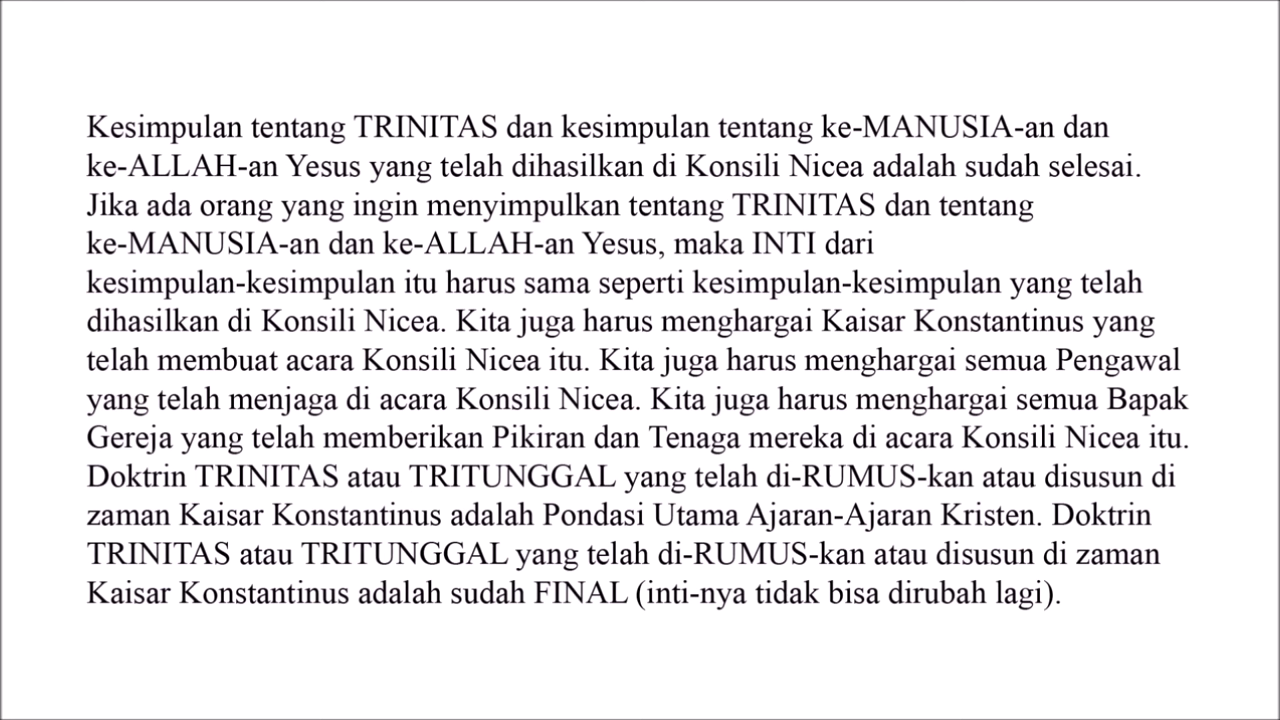 Kesimpulan tentang TRINITAS dan kesimpulan tentang ke-MANUSIA-an dan
ke-ALLAH-an Yesus yang telah dihasilkan di Konsili Nicea adalah sudah selesai.
Jika ada orang yang ingin menyimpulkan tentang TRINITAS dan tentang
ke-MANUSIA-an dan ke-ALLAH-an Yesus, maka INTI dari
kesimpulan-kesimpulan itu harus sama seperti kesimpulan-kesimpulan yang telah
dihasilkan di Konsili Nicea. Kita juga harus menghargai Kaisar Konstantinus yang
telah membuat acara Konsili Nicea itu. Kita juga harus menghargai semua Pengawal
yang telah menjaga di acara Konsili Nicea. Kita juga harus menghargai semua Bapak
Gereja yang telah memberikan Pikiran dan Tenaga mereka di acara Konsili Nicea itu.
Doktrin TRINITAS atau TRITUNGGAL yang telah di-RUMUS-kan atau disusun di
zaman Kaisar Konstantinus adalah Pondasi Utama Ajaran-Ajaran Kristen. Doktrin
TRINITAS atau TRITUNGGAL yang telah di-RUMUS-kan atau disusun di zaman
Kaisar Konstantinus adalah sudah FINAL (inti-nya tidak bisa dirubah lagi).